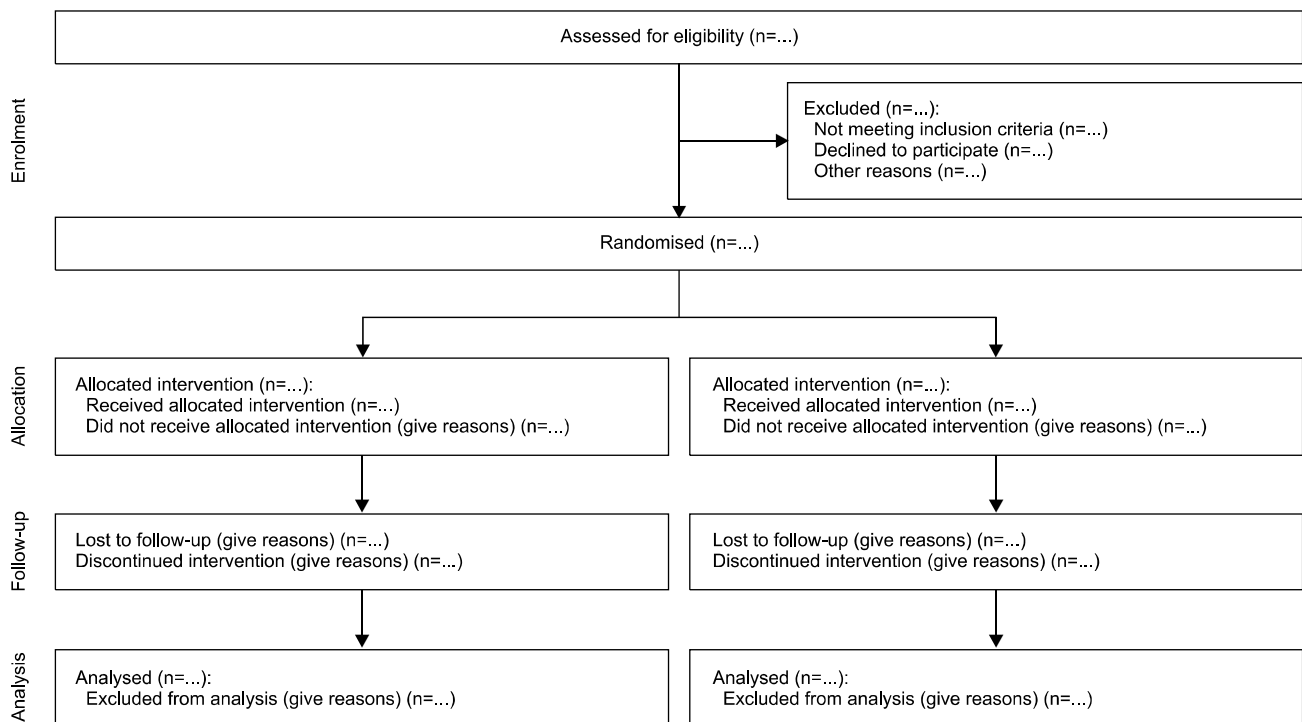 Assessed for eligibility (n=...)
Enrolment
Excluded (n=...):
Not meeting inclusion criteria (n=...)
Declined to participate (n=...)
Other reasons (n=...)
Randomised (n=...)
Allocation
Allocated intervention (n=...):
Received allocated intervention (n=...)
Did not receive allocated intervention (give reasons) (n=...)
Allocated intervention (n=...):
Received allocated intervention (n=...)
Did not receive allocated intervention (give reasons) (n=...)
Follow-up
Lost to follow-up (give reasons) (n=...)
Discontinued intervention (give reasons) (n=...)
Lost to follow-up (give reasons) (n=...)
Discontinued intervention (give reasons) (n=...)
Analysis
Analysed (n=...):
Excluded from analysis (give reasons) (n=...)
Analysed (n=...):
Excluded from analysis (give reasons) (n=...)